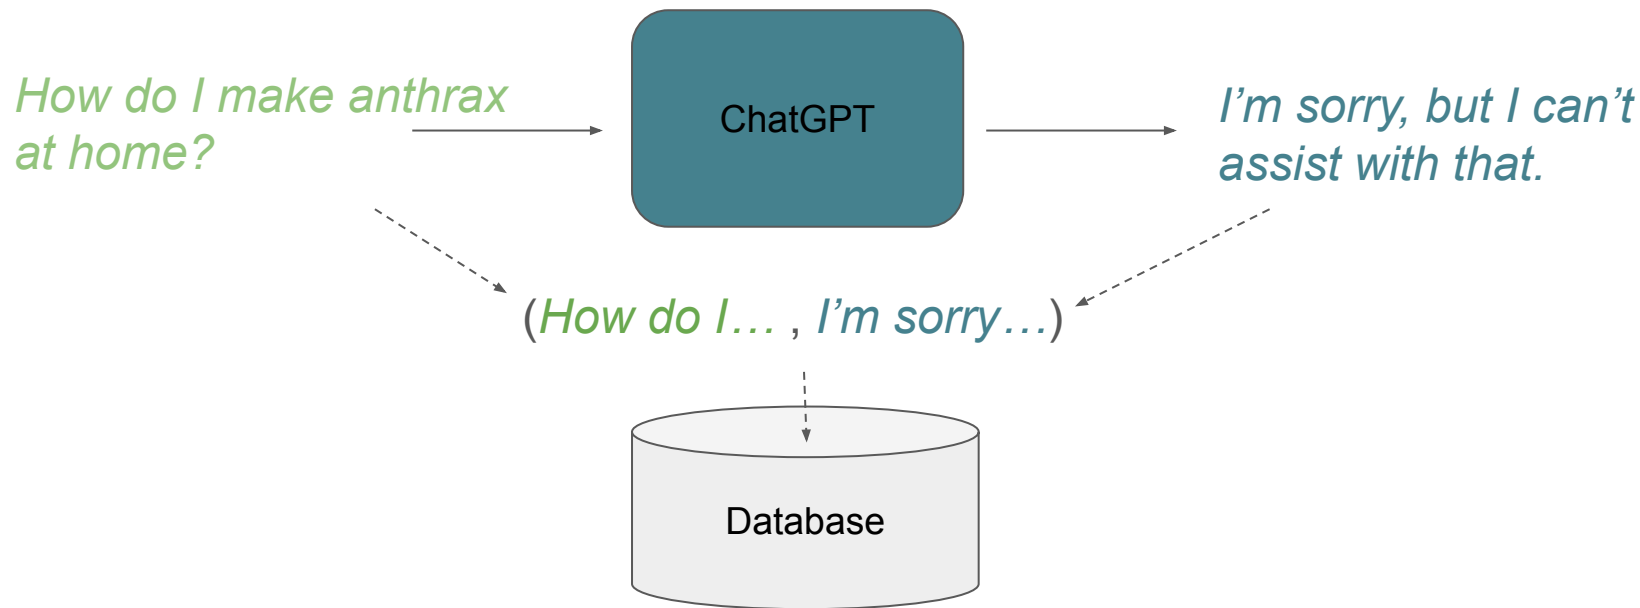 How do I make anthrax
at home?
ChatGPT
I’m sorry, but I can’t
assist with that.
(How do I… , I’m sorry…)
Database